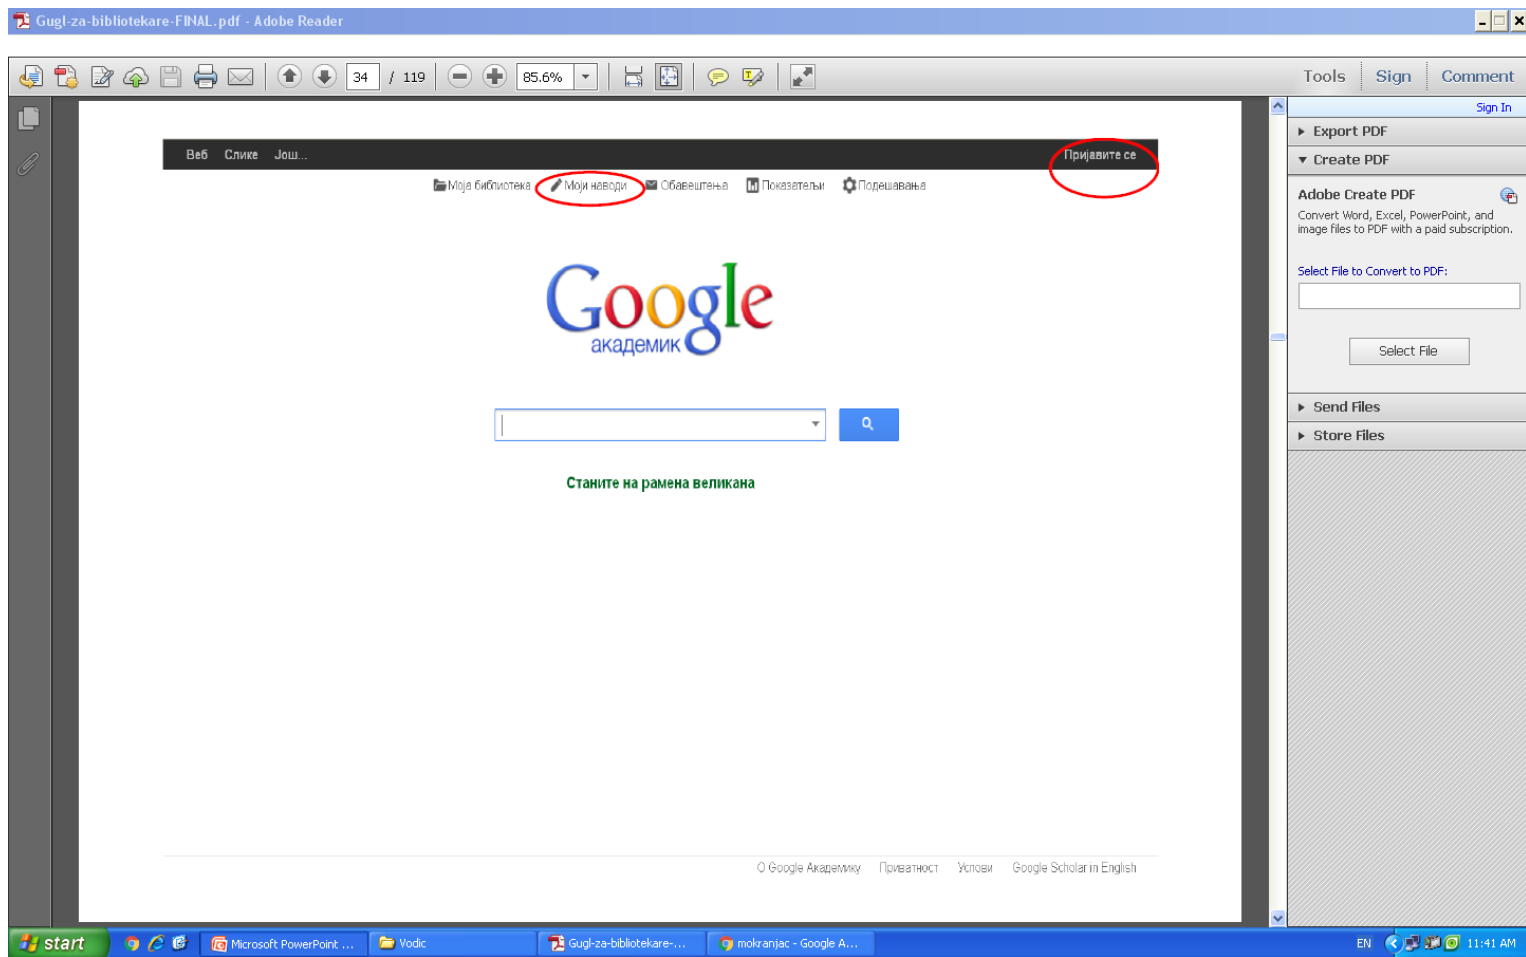 Gugl-za-bibliotekare-FINAL.pdf - Adobe Reader
34 / 119 85.6% Tools Sign Comment
Sign In
Export PDF
Create PDF
Adobe Create PDF
Convert Word, Excel, PowerPoint, and
image files to PDF with a paid subscription.
Select File to Convert to PDF:
Select File
Send Files
Store Files
Веб Слике Још... Пријавите се
Моја библиотека Моји наводи Обавештења Показатељи Подешавања
Google
академик
Станите на рамена великана
О Google Академику Приватност Услови Google Scholar in English
start Microsoft PowerPoint ... Vodic Gugl-za-bibliotekare-... mokranjac - Google A... EN 11:41 AM